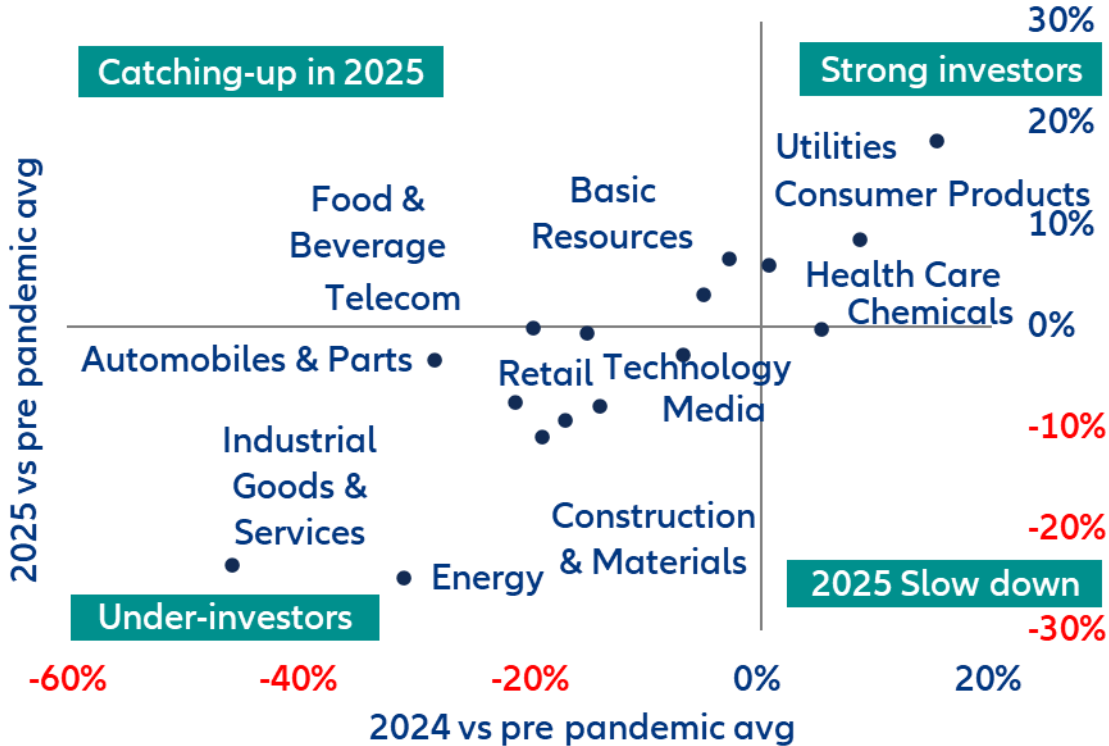 30%
Catching-up in 2025
Strong investors
20%
Utilities
Consumer Products
Food &
Beverage
Basic
Resources
10%
Health Care
Telecom
Chemicals
0%
Automobiles & Parts
Retail
Technology
Media
-10%
Industrial
Goods &
Services
Construction
& Materials
-20%
Energy
2025 Slow down
Under-investors
-30%
2025 vs pre pandemic avg
-60%
-40%
-20%
0%
20%
2024 vs pre pandemic avg